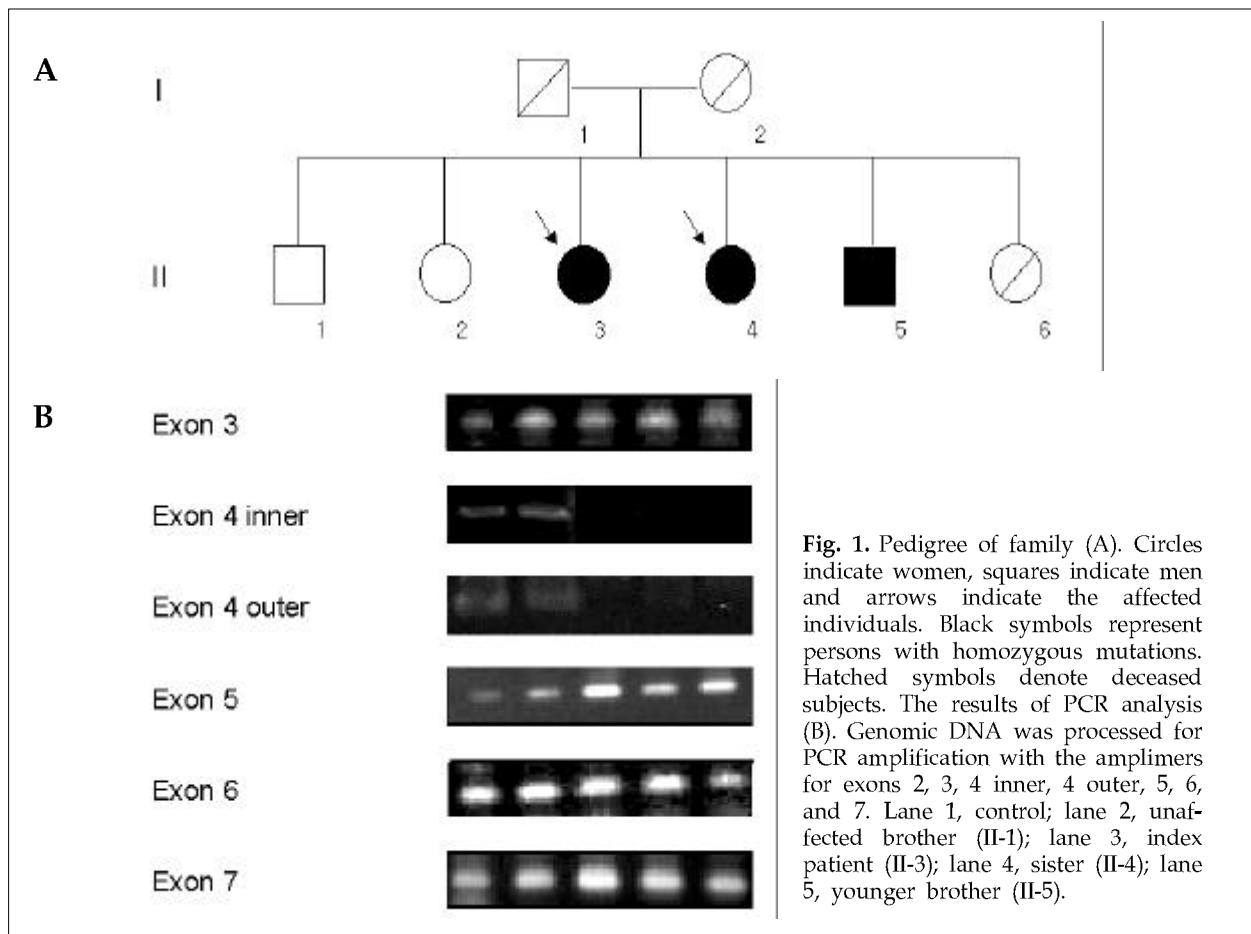 A
I
1
2
II
1
2
3
4
5
6
B
Exon 3
Exon 4 inner
Exon 4 outer
Exon 5
Exon 6
Exon 7
Fig. 1. Pedigree of family (A). Circles
indicate women, squares indicate men
and arrows indicate the affected
individuals. Black symbols represent
persons with homozygous mutations.
Hatched symbols denote deceased
subjects. The results of PCR analysis
(B). Genomic DNA was processed for
PCR amplification with the amplimers
for exons 2, 3, 4 inner, 4 outer, 5, 6,
and 7. Lane 1, control; lane 2, unaf-
fected brother (II-1); lane 3, index
patient (II-3); lane 4, sister (II-4); lane
5, younger brother (II-5).